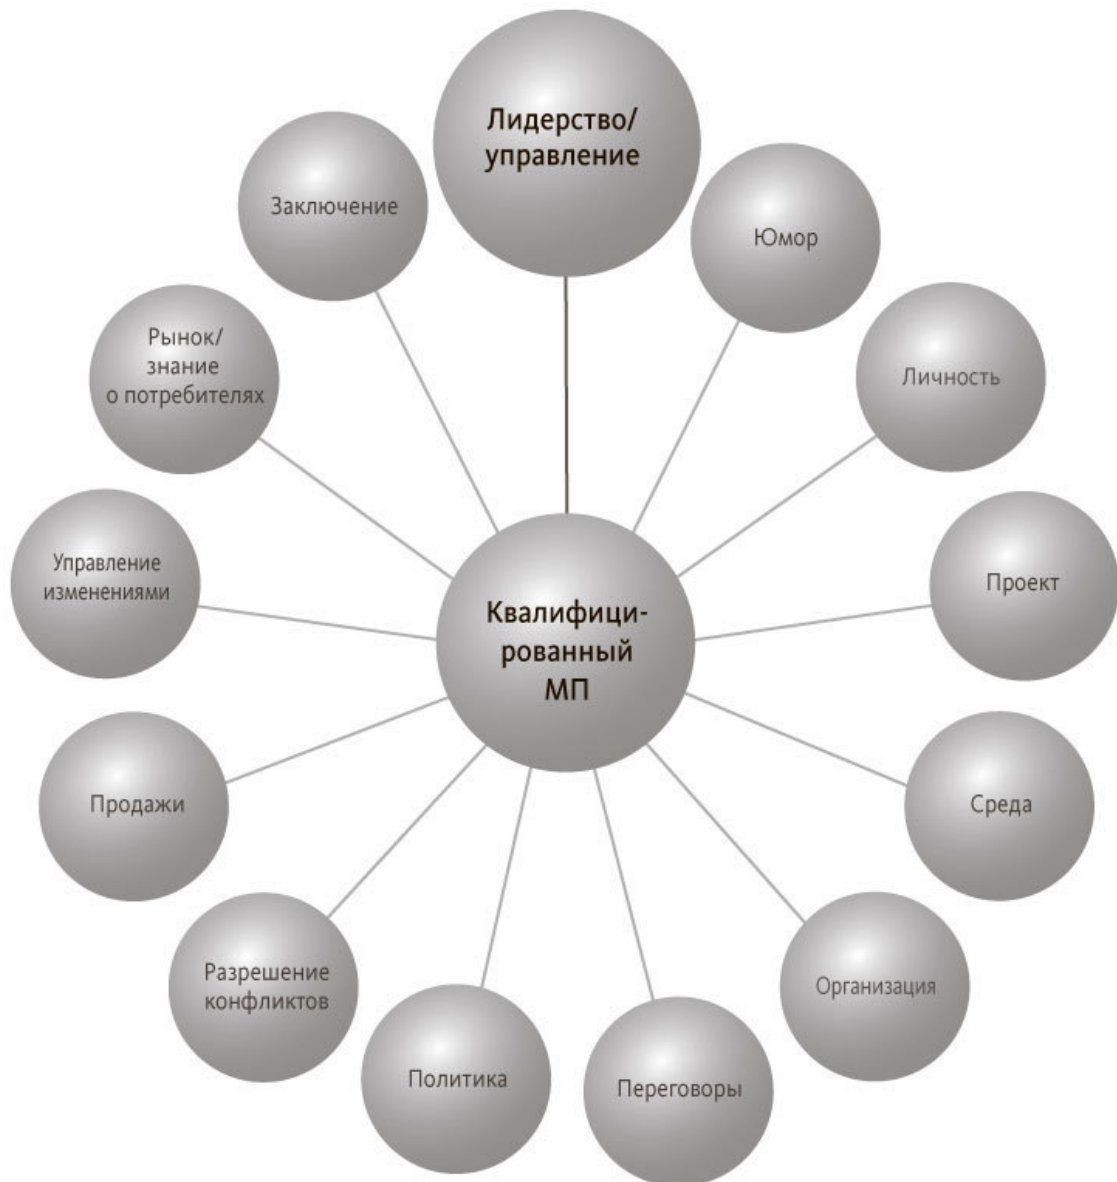 Лидерство/
управление
Юмор
Личность
Проект
Среда
Организация
Переговоры
Политика
Разрешение
конфликтов
Продажи
Управление
изменениями
Рынок/
знание
о потребителях
Заключение
Квалифици-
рованный
МП